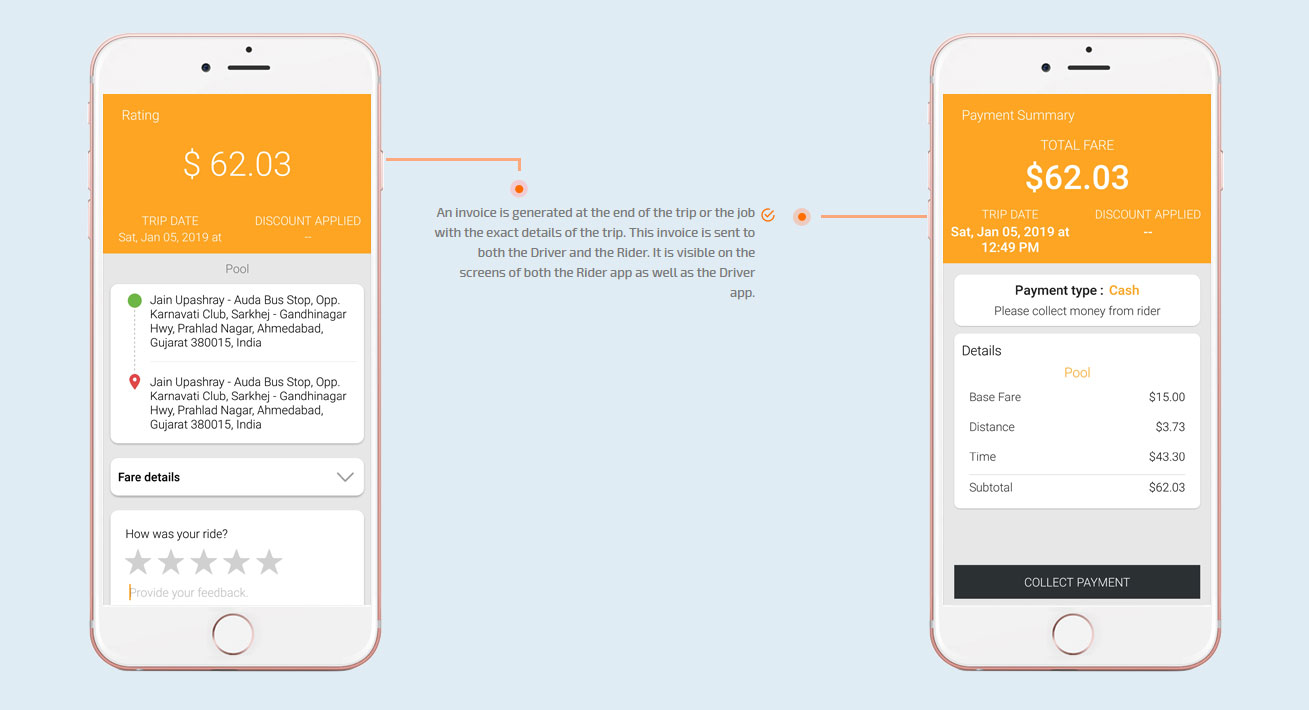 Rating
$ 62.03
TRIP DATE
DISCOUNT APPLIED
Sat, Jan 05, 2019 at
--
Pool
Jain Upashray - Auda Bus Stop, Opp.
Karnavati Club, Sarkhej - Gandhinagar
Hwy, Prahlad Nagar, Ahmedabad,
Gujarat 380015, India
Jain Upashray - Auda Bus Stop, Opp.
Karnavati Club, Sarkhej - Gandhinagar
Hwy, Prahlad Nagar, Ahmedabad,
Gujarat 380015, India
Fare details
How was your ride?
Provide your feedback.
An invoice is generated at the end of the trip or the job
with the exact details of the trip. This invoice is sent to
both the Driver and the Rider. It is visible on the
screens of both the Rider app as well as the Driver
app.
Payment Summary
TOTAL FARE
$62.03
TRIP DATE
DISCOUNT APPLIED
Sat, Jan 05, 2019 at
12:49 PM
--
Payment type : Cash
Please collect money from rider
Details
Pool
Base Fare $15.00
Distance $3.73
Time $43.30
Subtotal $62.03
COLLECT PAYMENT